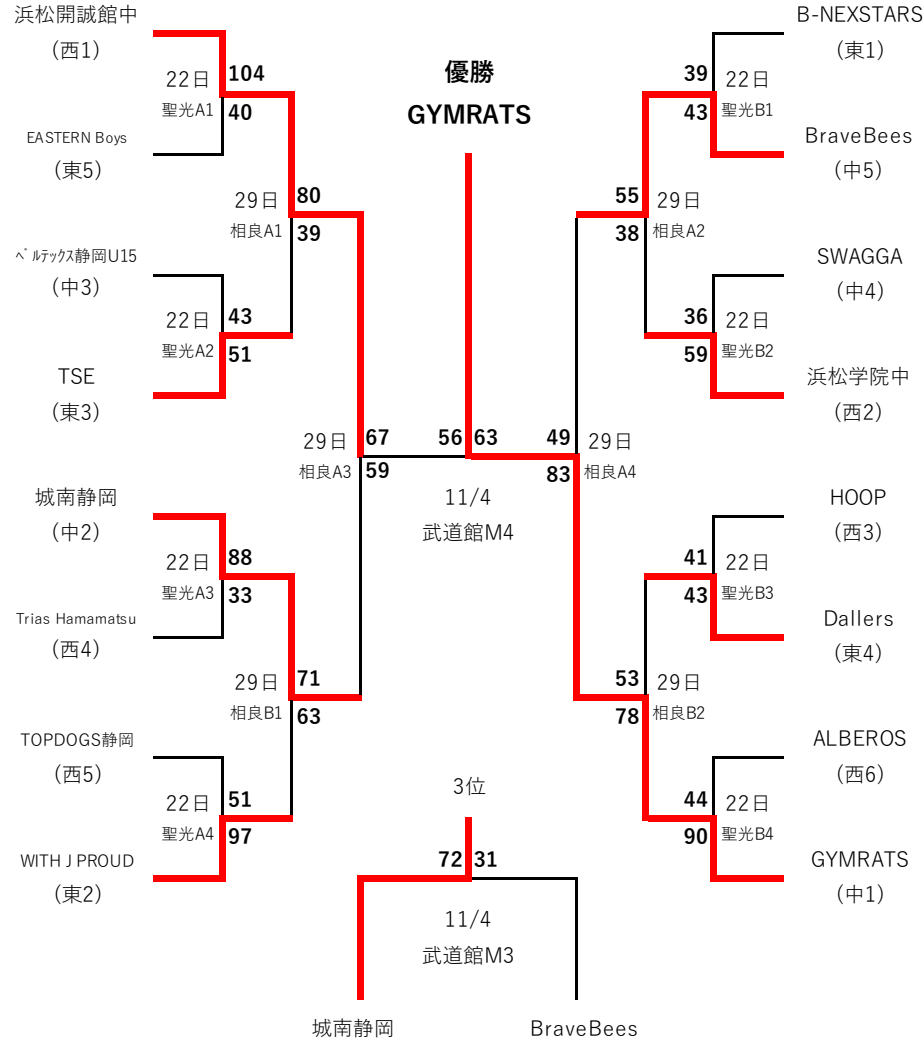 浜松開誠館中
(西1)
22日
聖光A1
104
40
EASTERN Boys
(東5)
29日
相良A1
80
39
ベルテックス静岡U15
(中3)
22日
聖光A2
43
51
TSE
(東3)
29日
相良A3
67
59
城南静岡
(中2)
22日
聖光A3
88
33
Trias Hamamatsu
(西4)
29日
相良B1
71
63
TOPDOGS静岡
(西5)
22日
聖光A4
51
97
WITH J PROUD
(東2)
優勝
GYMRATS
56
63
11/4
武道館M4
B-NEXSTARS
(東1)
39
43
22日
聖光B1
BraveBees
(中5)
55
38
29日
相良A2
SWAGGA
(中4)
36
59
22日
聖光B2
浜松学院中
(西2)
49
83
29日
相良A4
HOOP
(西3)
41
43
22日
聖光B3
Dallers
(東4)
53
78
29日
相良B2
ALBEROS
(西6)
44
90
22日
聖光B4
GYMRATS
(中1)
3位
72
31
11/4
武道館M3
城南静岡
BraveBees